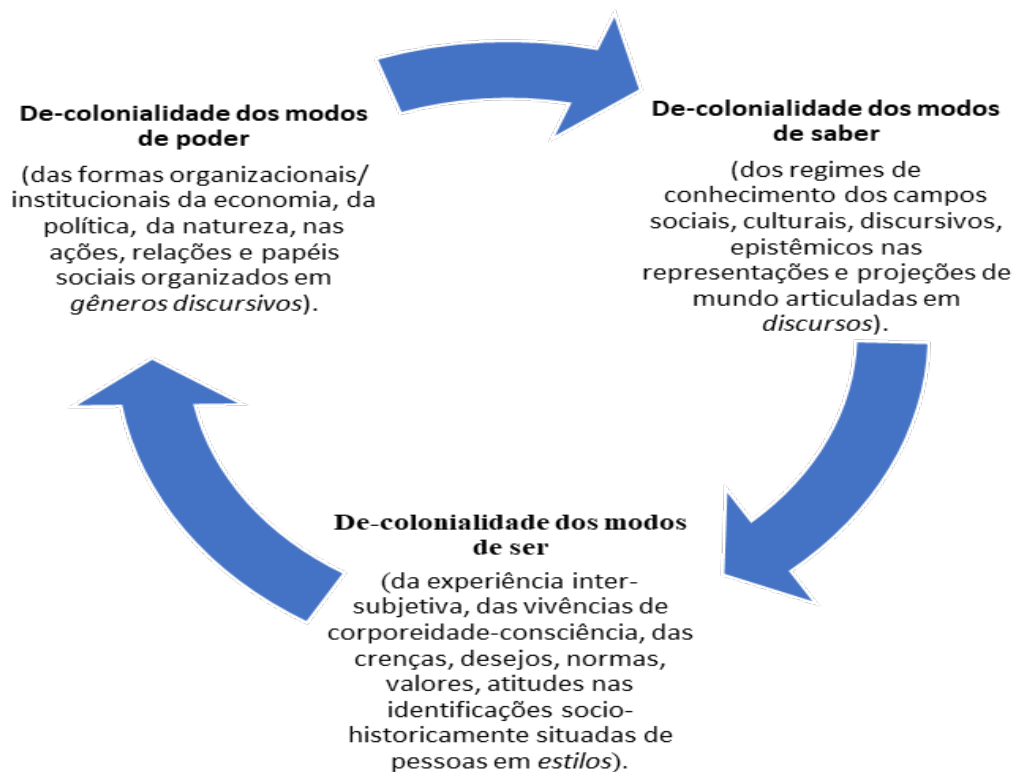 De-colonialidade dos modos
de poder
(das formas organizacionais/
institucionais da economia, da
política, da natureza, nas
ações, relações e papéis
sociais organizados em
gêneros discursivos).
De-colonialidade dos modos
de saber
(dos regimes de
conhecimento dos campos
sociais, culturais, discursivos,
epistêmicos nas
representações e projeções de
mundo articuladas em
discursos).
De-colonialidade dos modos
de ser
(da experiência inter-
subjetiva, das vivências de
corporeidade-consciência, das
crenças, desejos, normas,
valores, atitudes nas
identificações socio-
historicamente situadas de
pessoas em estilos).